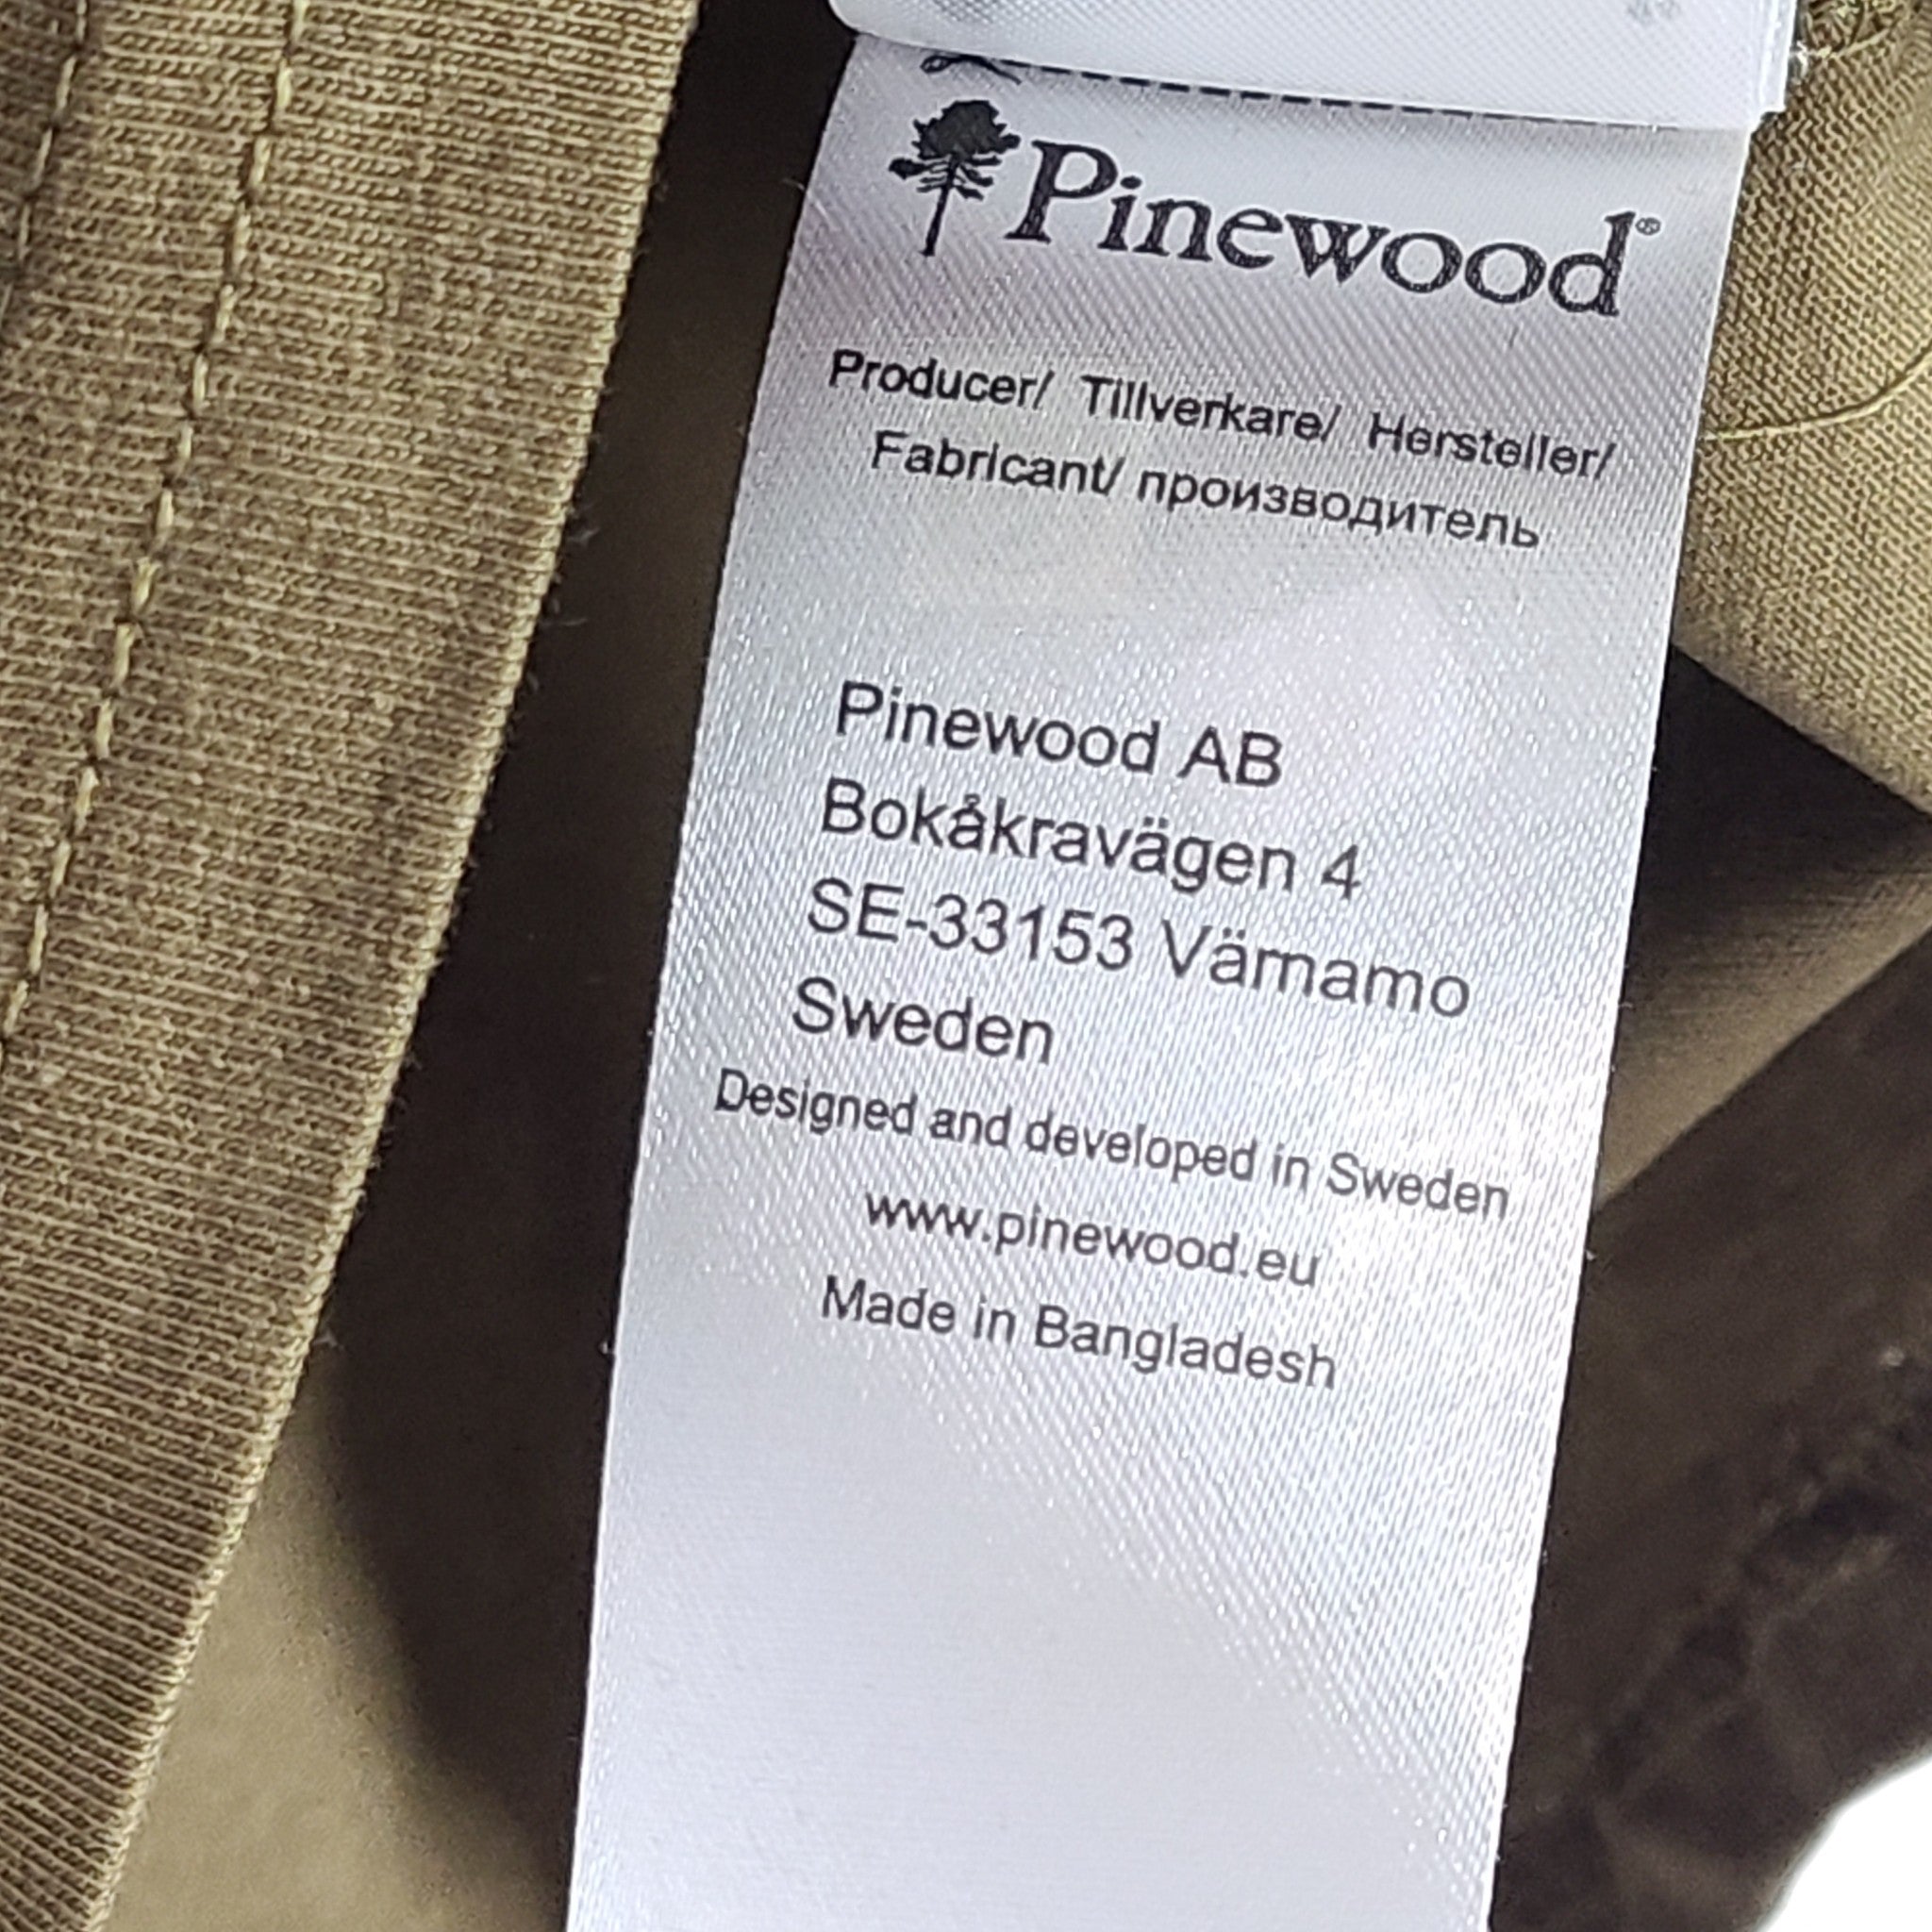 Pinewood®
Producer/ Tillverkare/ Hersteller/
Fabricant/ производитель
Pinewood AB
Bokåkravägen 4
SE-33153 Värnamo
Sweden
Designed and developed in Sweden
www.pinewood.eu
Made in Bangladesh